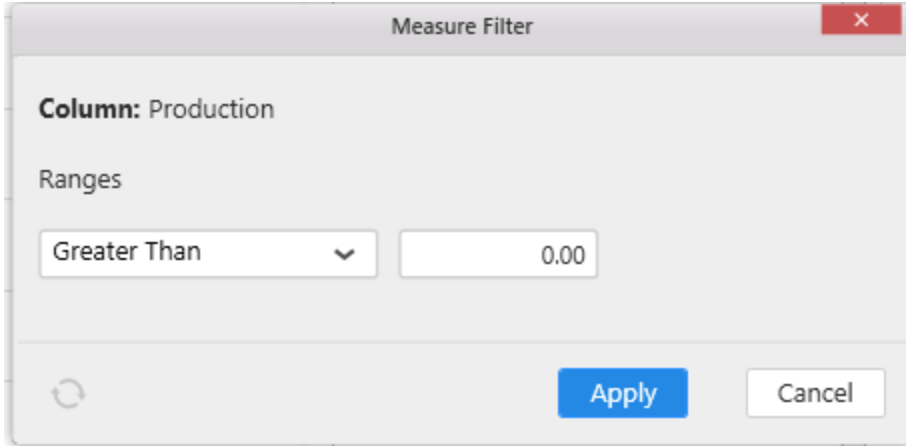 Measure Filter
Column: Production
Ranges
Greater Than 0.00
Apply Cancel